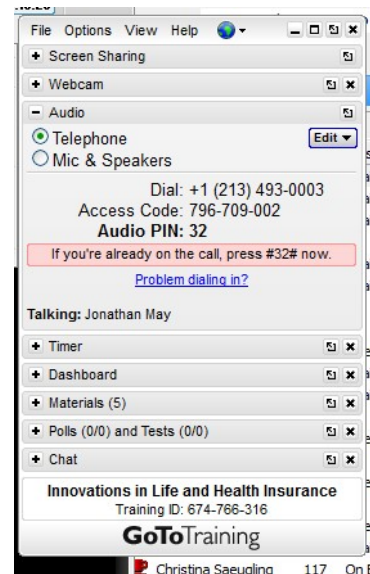 File Options View Help
Screen Sharing
Webcam
Audio
Telephone
Edit
Mic & Speakers
Dial: +1 (213) 493-0003
Access Code: 796-709-002
Audio PIN: 32
If you're already on the call, press #32# now.
Problem dialing in?
Talking: Jonathan May
Timer
Dashboard
Materials (5)
Polls (0/0) and Tests (0/0)
Chat
Innovations in Life and Health Insurance
Training ID: 674-766-316
GoToTraining
Christina Saeugling 117 On